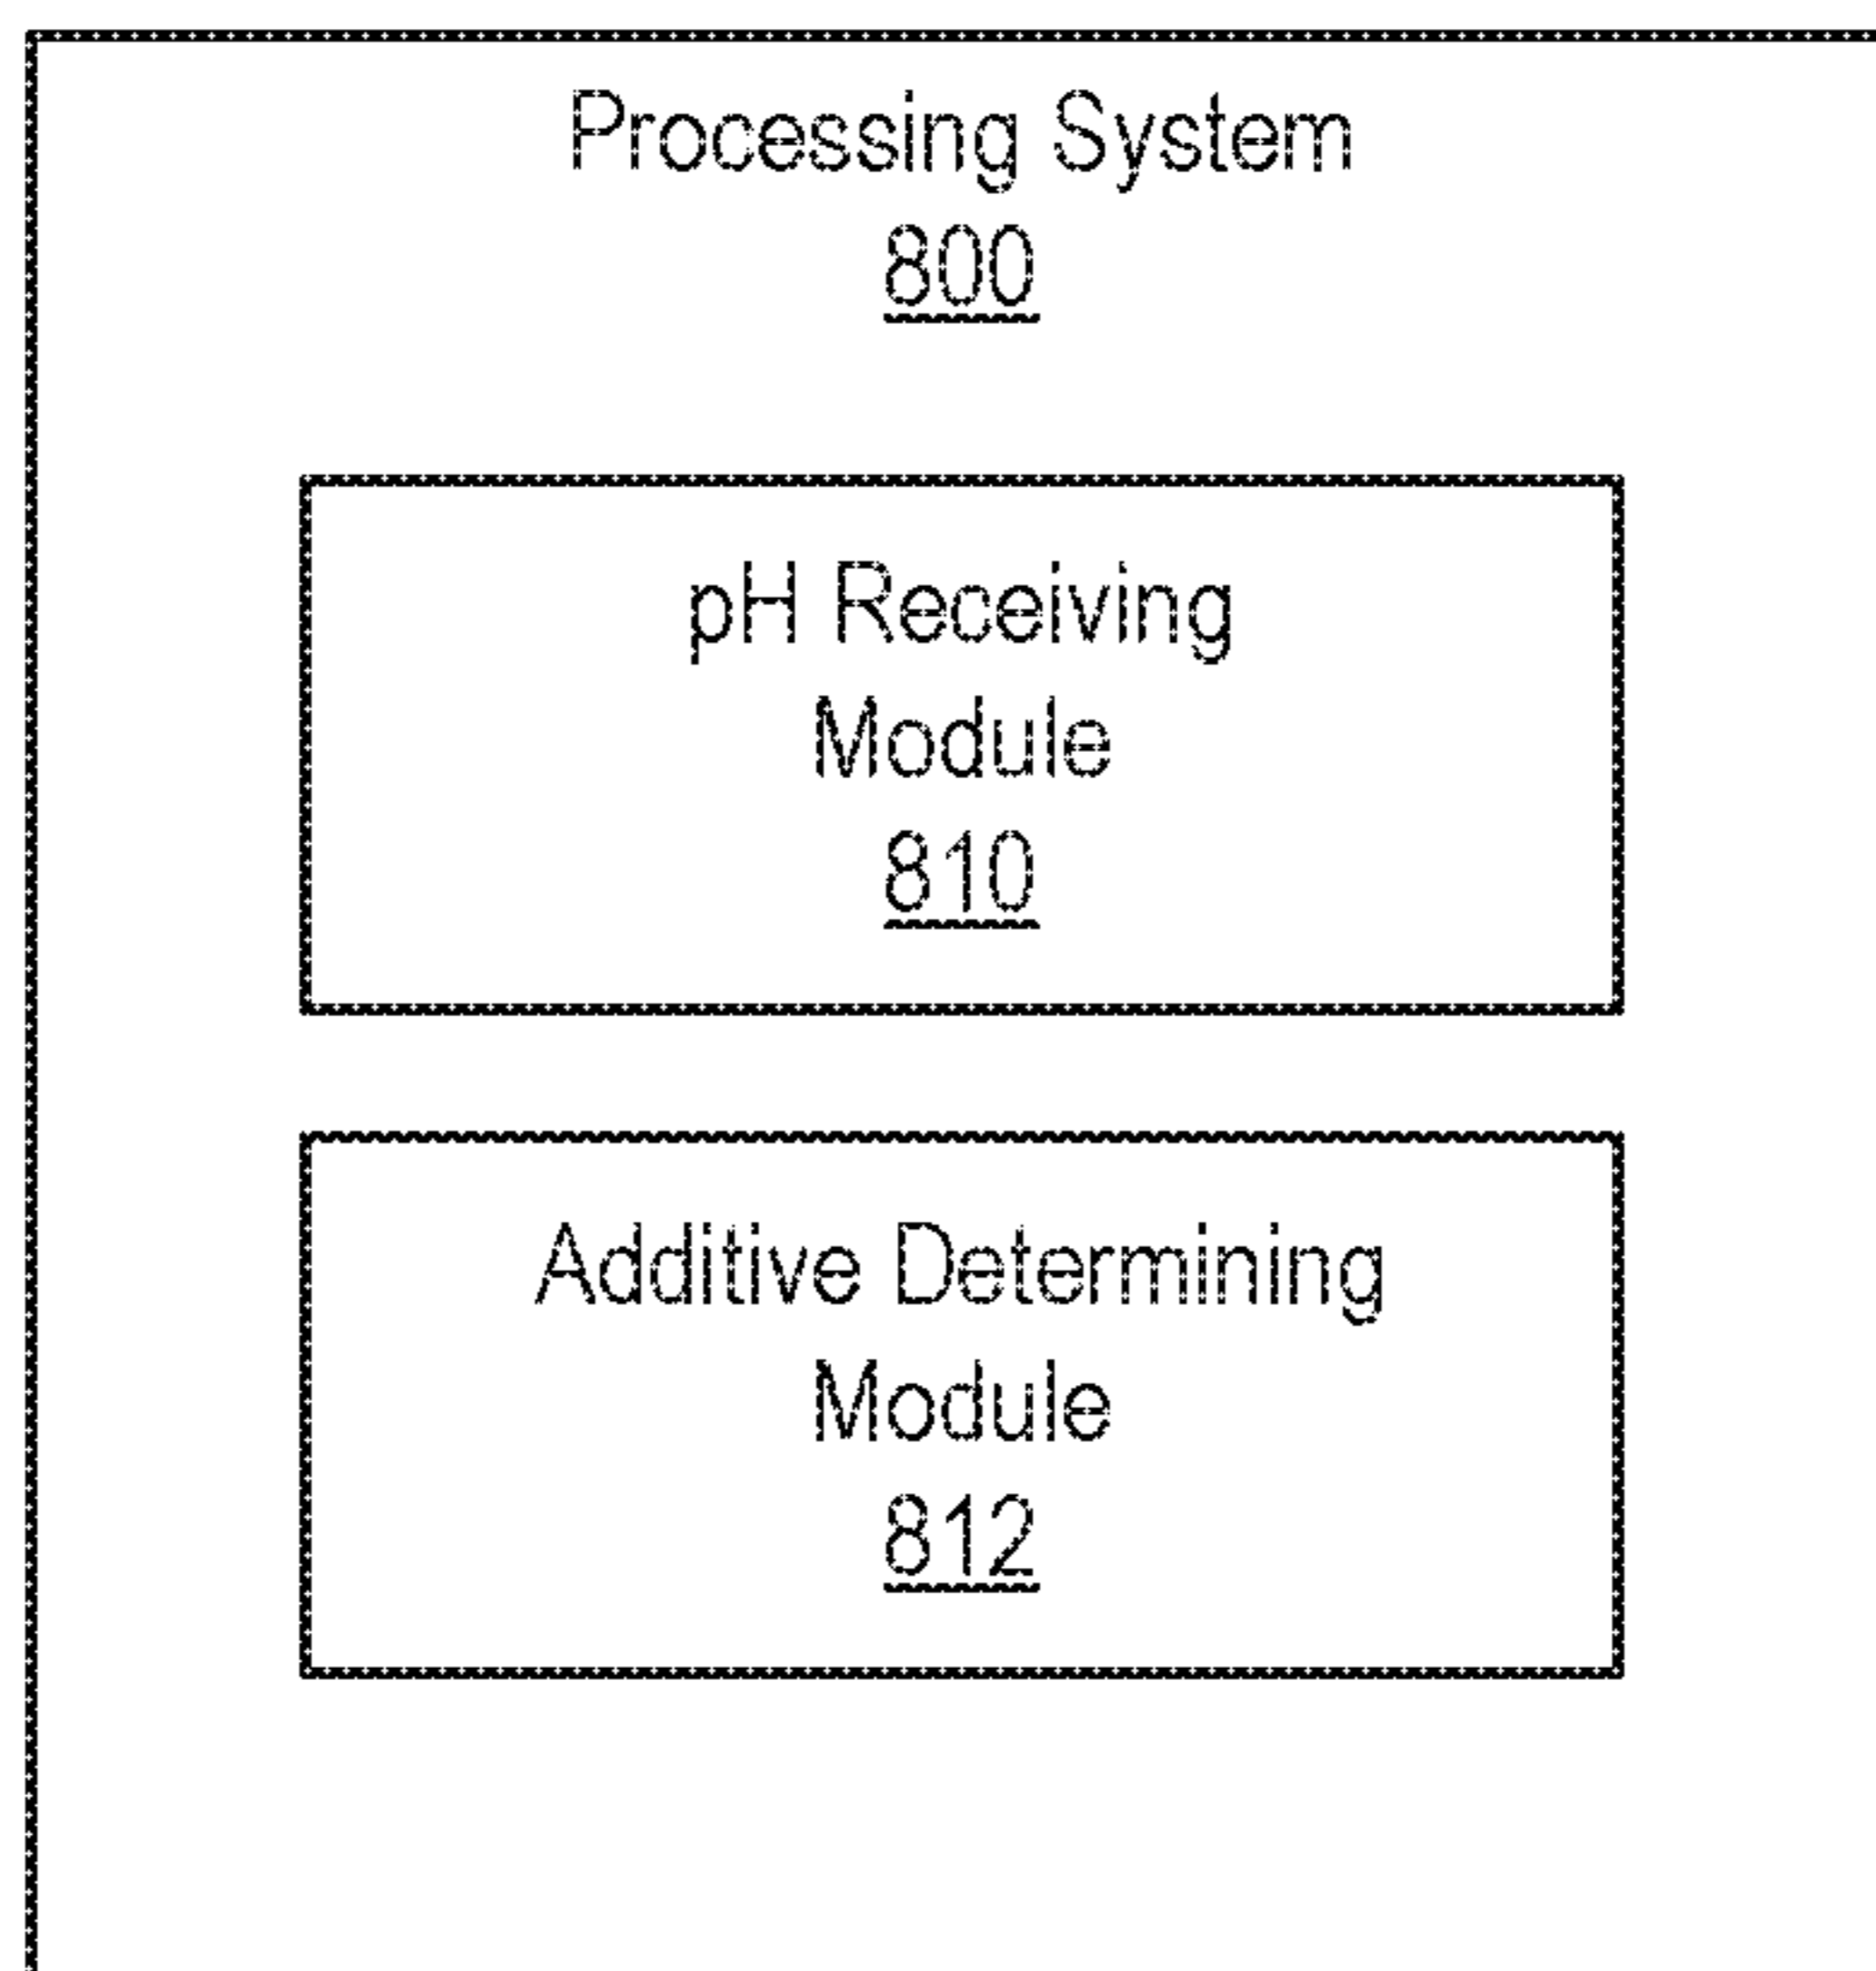 Processing System
800
pH Receiving
Module
810
Additive Determining
Module
812